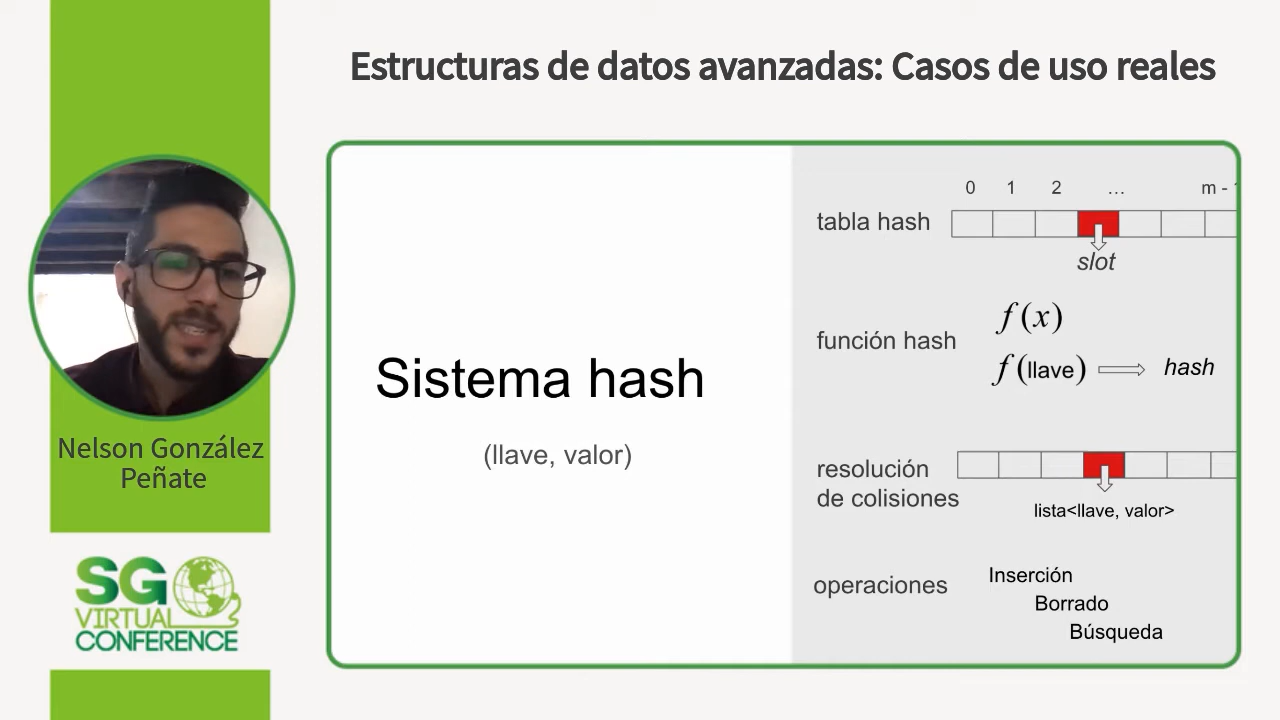 Estructuras de datos avanzadas: Casos de uso reales
Nelson González
Peñate
SG
VIRTUAL
CONFERENCE
Sistema hash
(llave, valor)
0 1 2 ... m - 1
tabla hash
slot
función hash
f(x)
f(llave) hash
resolución
de colisiones
lista<llave, valor>
operaciones
Inserción
Borrado
Búsqueda